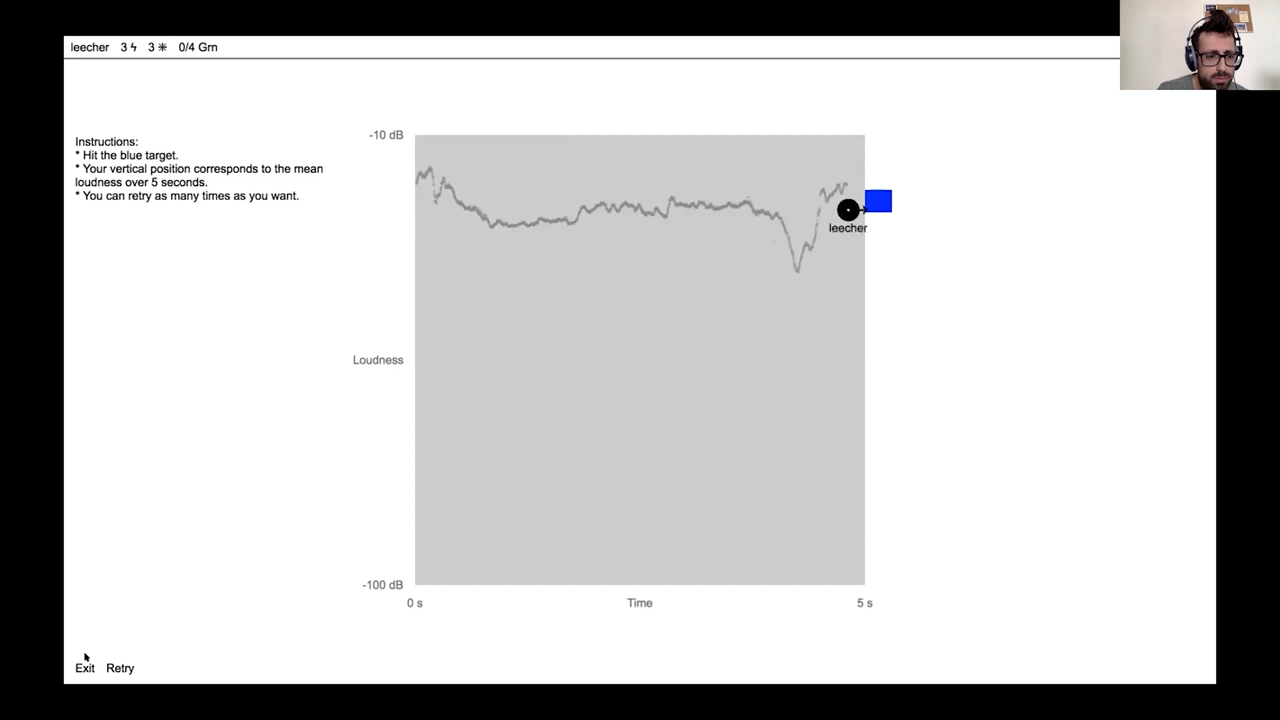 leecher 3 ϟ 3 ✳ 0/4 Grn
Instructions:
* Hit the blue target.
* Your vertical position corresponds to the mean
loudness over 5 seconds.
* You can retry as many times as you want.
-10 dB
leecher
Loudness
-100 dB
0 s Time 5 s
Exit Retry